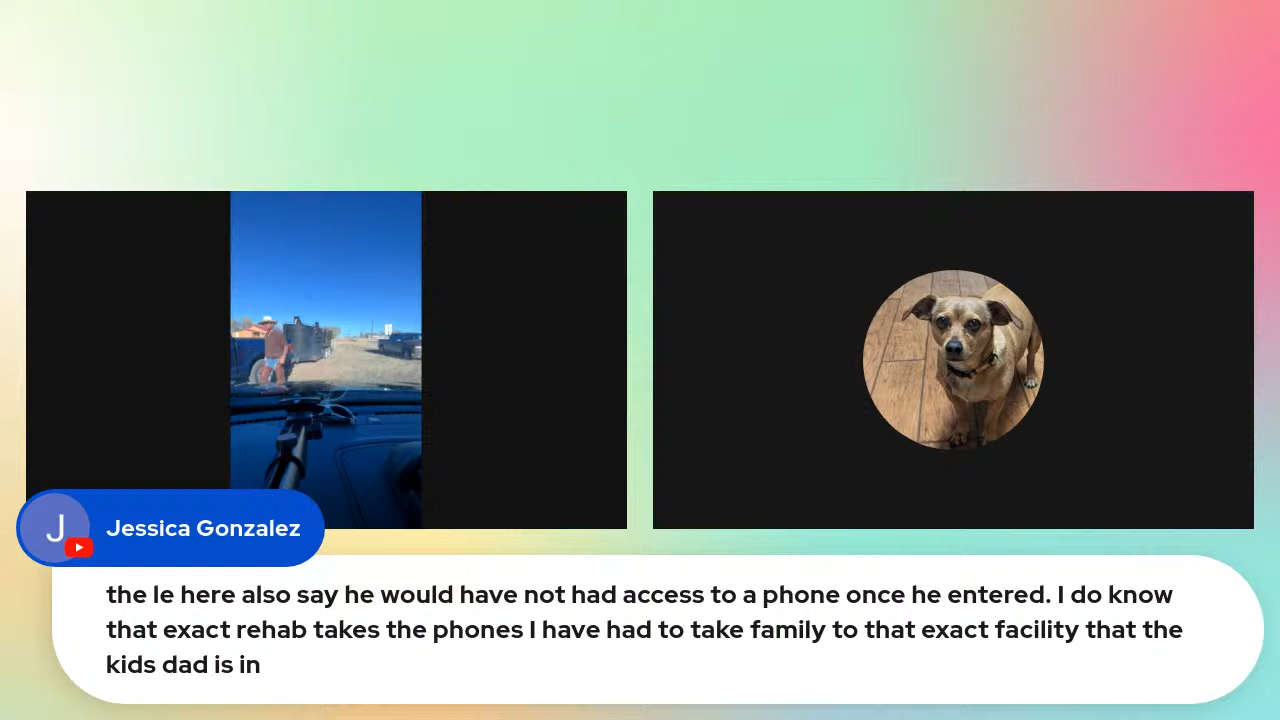 J
Jessica Gonzalez
the le here also say he would have not had access to a phone once he entered. I do know
that exact rehab takes the phones I have had to take family to that exact facility that the
kids dad is in